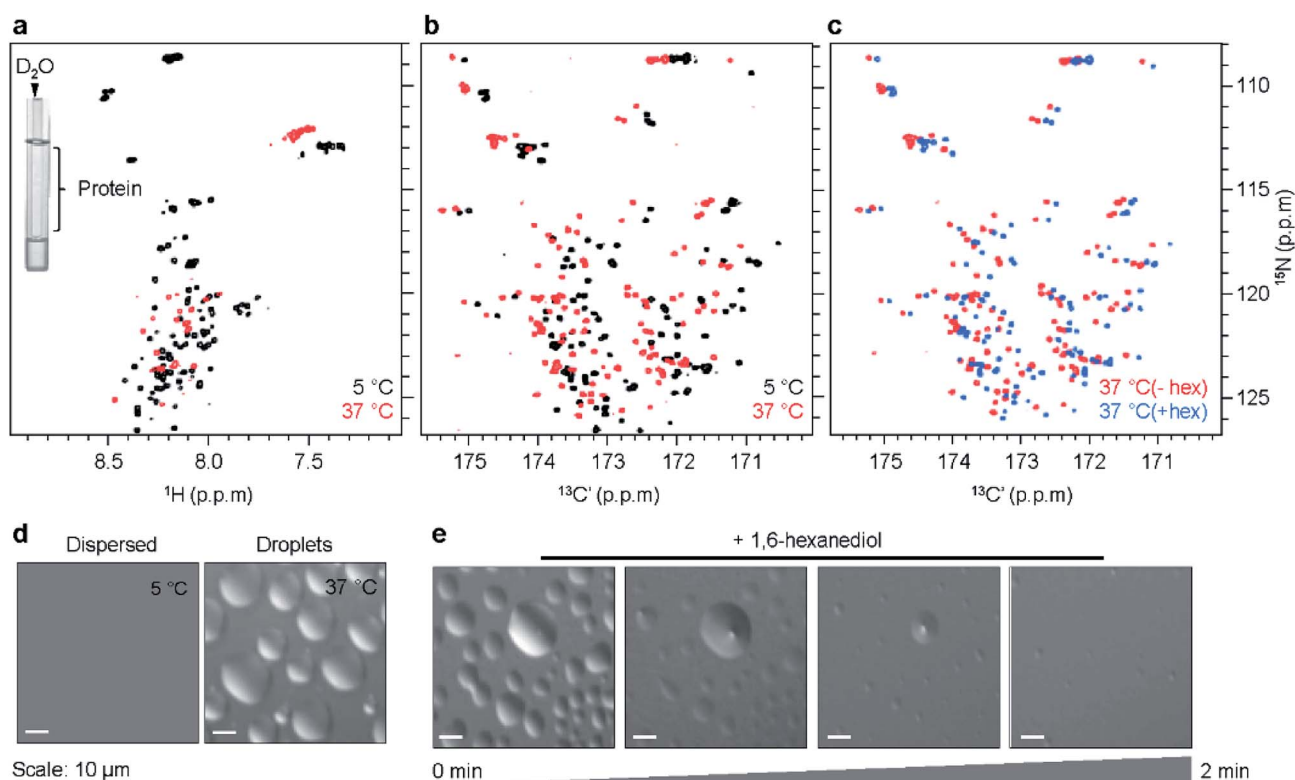 a
D₂O
Protein
5 °C
37 °C
8.5
8.0
7.5
¹H (p.p.m)
b
5 °C
37 °C
175
174
173
172
171
¹³C' (p.p.m)
c
37 °C(- hex)
37 °C(+hex)
175
174
173
172
171
¹³C' (p.p.m)
110
115
120
125
¹⁵N (p.p.m)
d
Dispersed
Droplets
5 °C
37 °C
Scale: 10 µm
e
+ 1,6-hexanediol
0 min
2 min